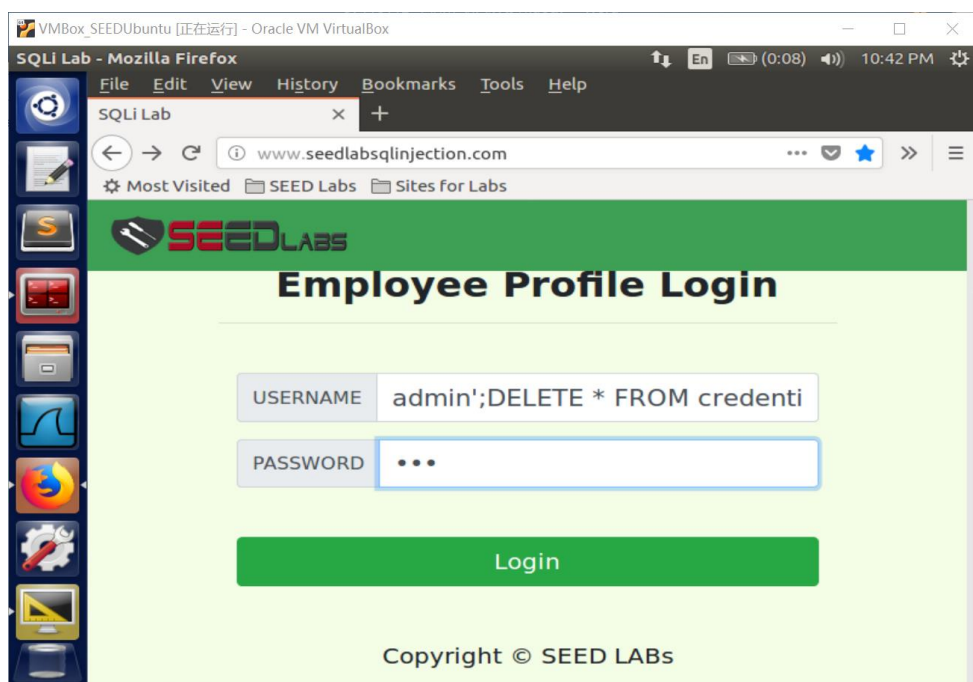 VMBox_SEEDUbuntu [正在运行] - Oracle VM VirtualBox
SQLi Lab - Mozilla Firefox En (0:08) 10:42 PM
File Edit View History Bookmarks Tools Help
SQLi Lab
www.seedlabsqlinjection.com
Most Visited SEED Labs Sites for Labs
SEEDLABS
Employee Profile Login
USERNAME admin';DELETE * FROM credenti
PASSWORD •••
Login
Copyright © SEED LABs